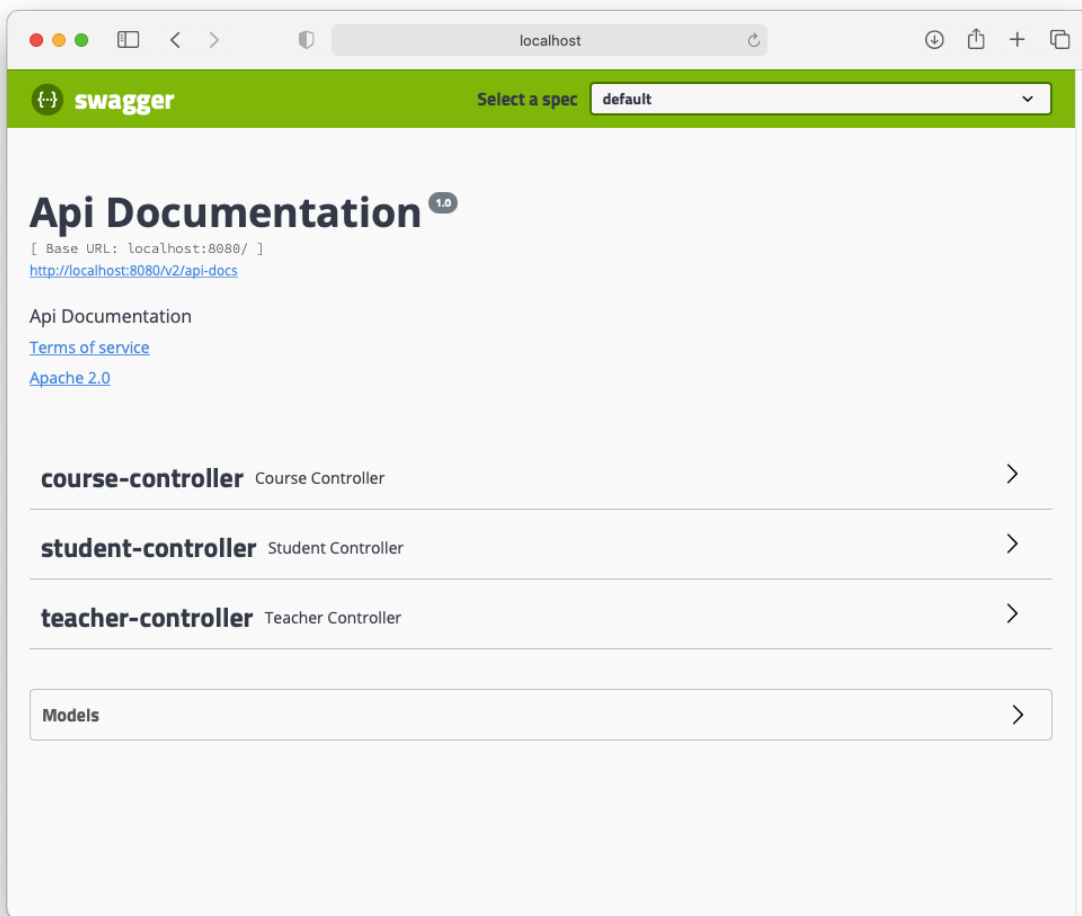 localhost
swagger
Select a spec default
Api Documentation 1.0
[ Base URL: localhost:8080/ ]
http://localhost:8080/v2/api-docs
Api Documentation
Terms of service
Apache 2.0
course-controller Course Controller
student-controller Student Controller
teacher-controller Teacher Controller
Models